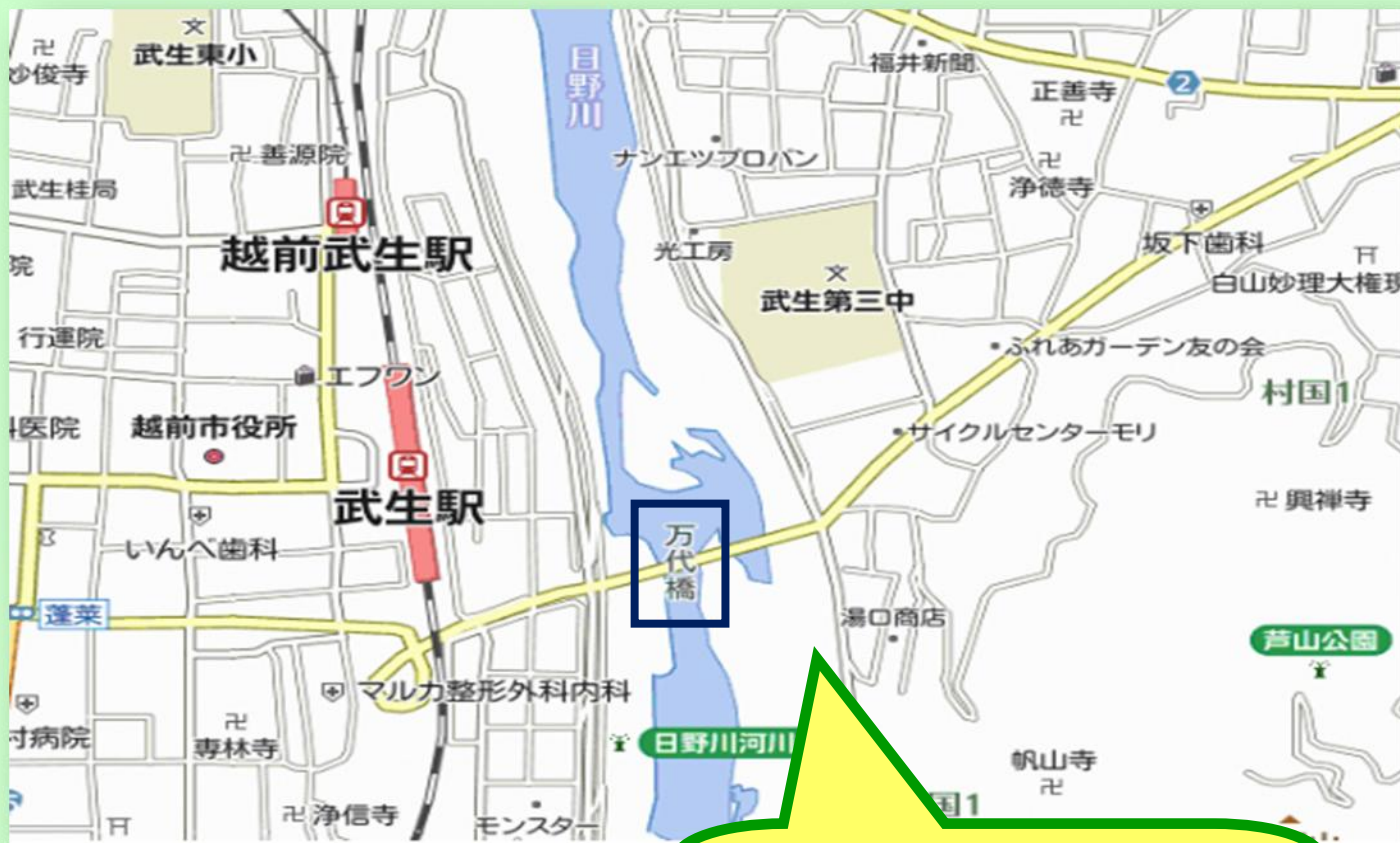 武生東小
妙俊寺
日野川
福井新聞
正善寺
2
善源院
ナンエツプロパン
浄徳寺
武生桂局
越前武生駅
光工房
坂下歯科
院
武生第三中
白山妙理大権現
行運院
ふれあガーデン友の会
エフワン
村国1
医院
越前市役所
サイクルセンターモリ
武生駅
興禅寺
いんべ歯科
万代橋
蓬莱
湯口商店
芦山公園
マルカ整形外科内科
村病院
専林寺
日野川河川
帆山寺
国1
浄信寺
モンスター